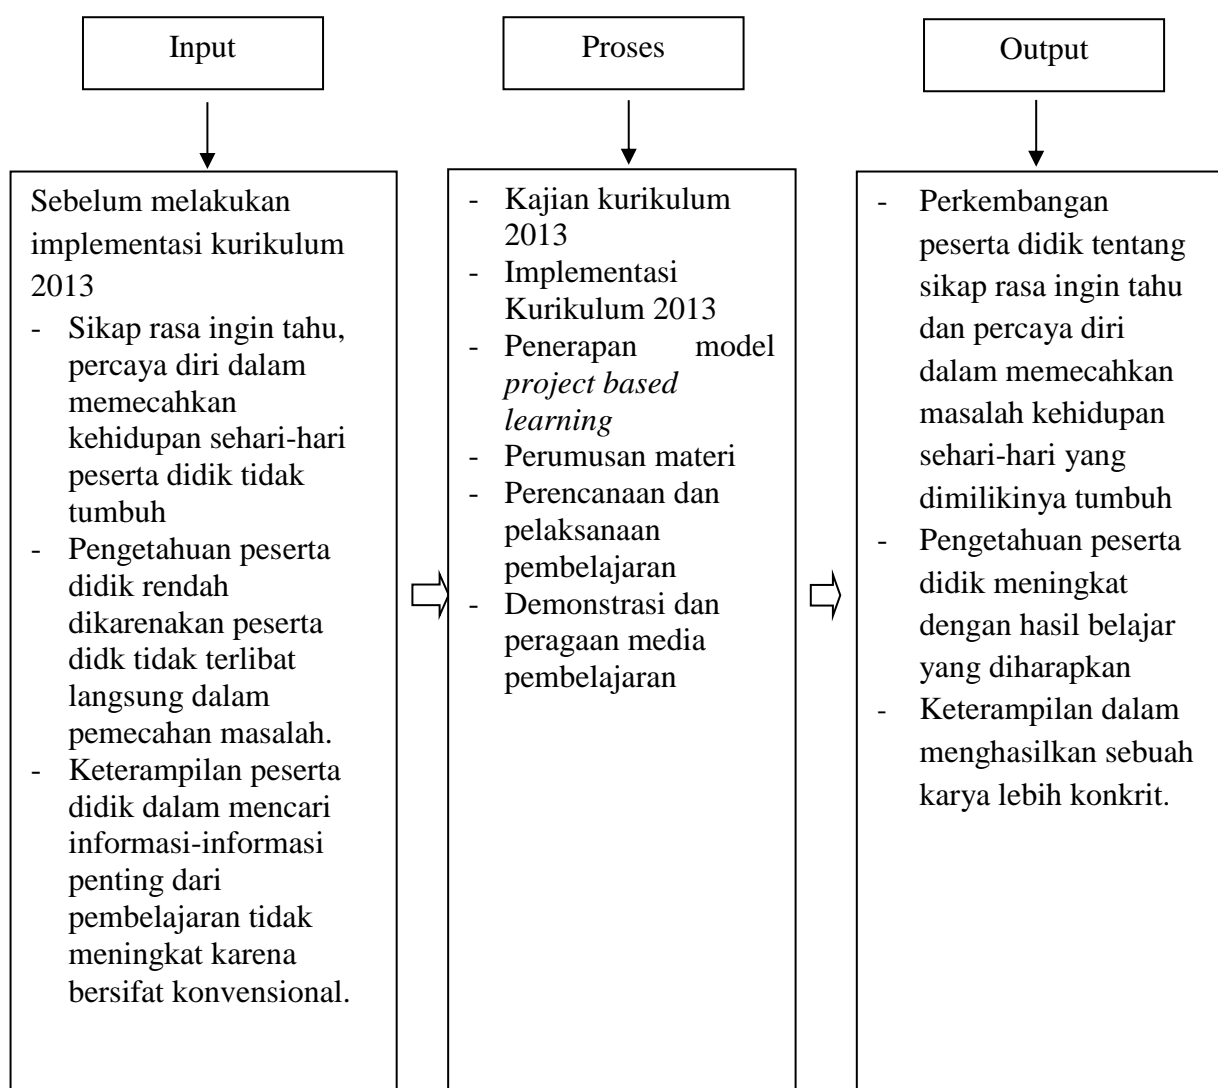 Input
Sebelum melakukan
implementasi kurikulum
2013
- Sikap rasa ingin tahu,
percaya diri dalam
memecahkan
kehidupan sehari-hari
peserta didik tidak
tumbuh
- Pengetahuan peserta
didik rendah
dikarenakan peserta
didk tidak terlibat
langsung dalam
pemecahan masalah.
- Keterampilan peserta
didik dalam mencari
informasi-informasi
penting dari
pembelajaran tidak
meningkat karena
bersifat konvensional.
Proses
- Kajian kurikulum
2013
- Implementasi
Kurikulum 2013
- Penerapan model
project based
learning
- Perumusan materi
- Perencanaan dan
pelaksanaan
pembelajaran
- Demonstrasi dan
peragaan media
pembelajaran
Output
- Perkembangan
peserta didik tentang
sikap rasa ingin tahu
dan percaya diri
dalam memecahkan
masalah kehidupan
sehari-hari yang
dimilikinya tumbuh
- Pengetahuan peserta
didik meningkat
dengan hasil belajar
yang diharapkan
- Keterampilan dalam
menghasilkan sebuah
karya lebih konkrit.